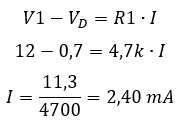 V1 − V_D = R1 · I
12 − 0,7 = 4,7k · I
I = 11,3 / 4700 = 2,40 mA